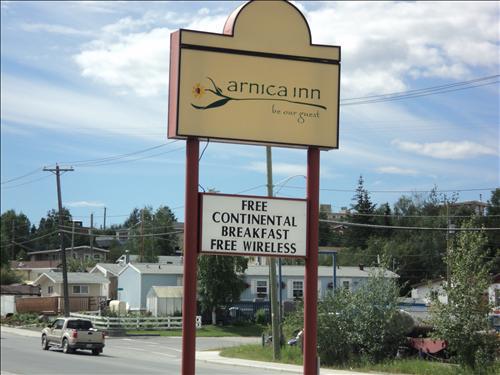 arnica inn
be our guest
FREE
CONTINENTAL
BREAKFAST
FREE WIRELESS